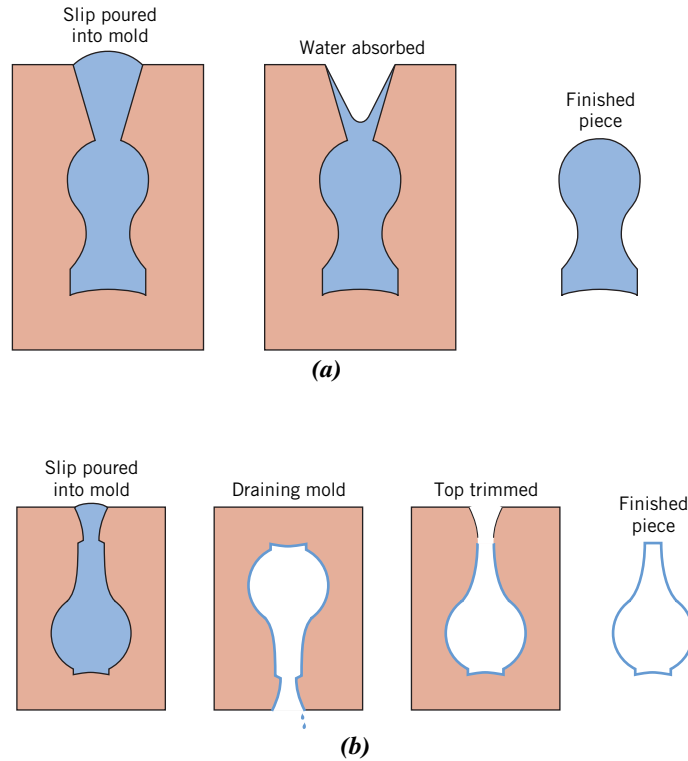 Slip poured
into mold
Water absorbed
Finished
piece
(a)
Slip poured
into mold
Draining mold
Top trimmed
Finished
piece
(b)